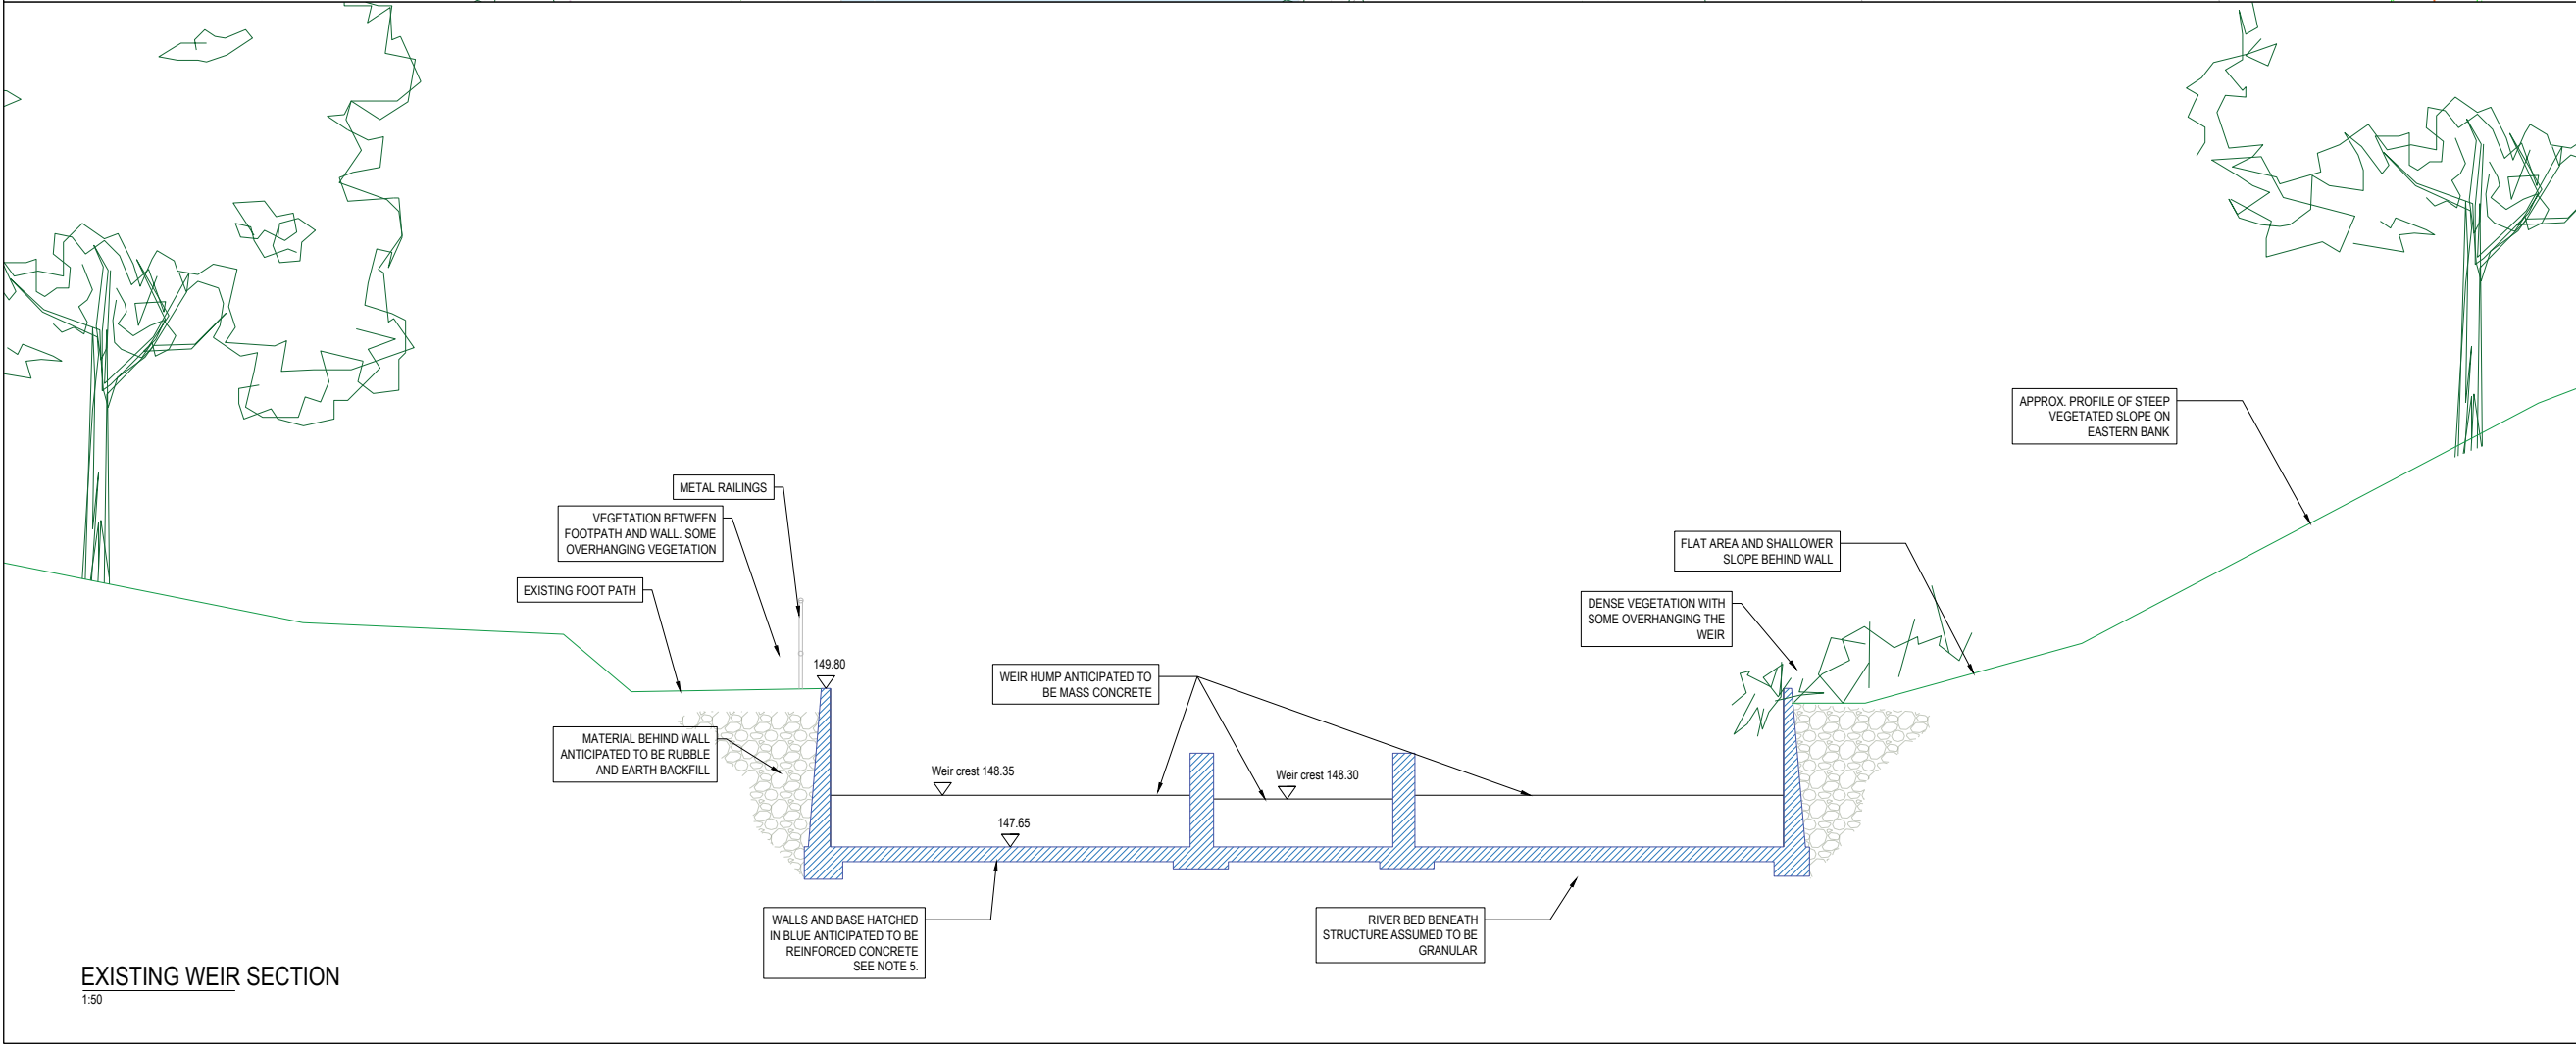 APPROX. PROFILE OF STEEP
VEGETATED SLOPE ON
EASTERN BANK
METAL RAILINGS
VEGETATION BETWEEN
FOOTPATH AND WALL. SOME
OVERHANGING VEGETATION
FLAT AREA AND SHALLOWER
SLOPE BEHIND WALL
EXISTING FOOT PATH
DENSE VEGETATION WITH
SOME OVERHANGING THE
WEIR
149.80
WEIR HUMP ANTICIPATED TO
BE MASS CONCRETE
MATERIAL BEHIND WALL
ANTICIPATED TO BE RUBBLE
AND EARTH BACKFILL
Weir crest 148.35
Weir crest 148.30
147.65
WALLS AND BASE HATCHED
IN BLUE ANTICIPATED TO BE
REINFORCED CONCRETE
SEE NOTE 5.
RIVER BED BENEATH
STRUCTURE ASSUMED TO BE
GRANULAR
EXISTING WEIR SECTION
1:50